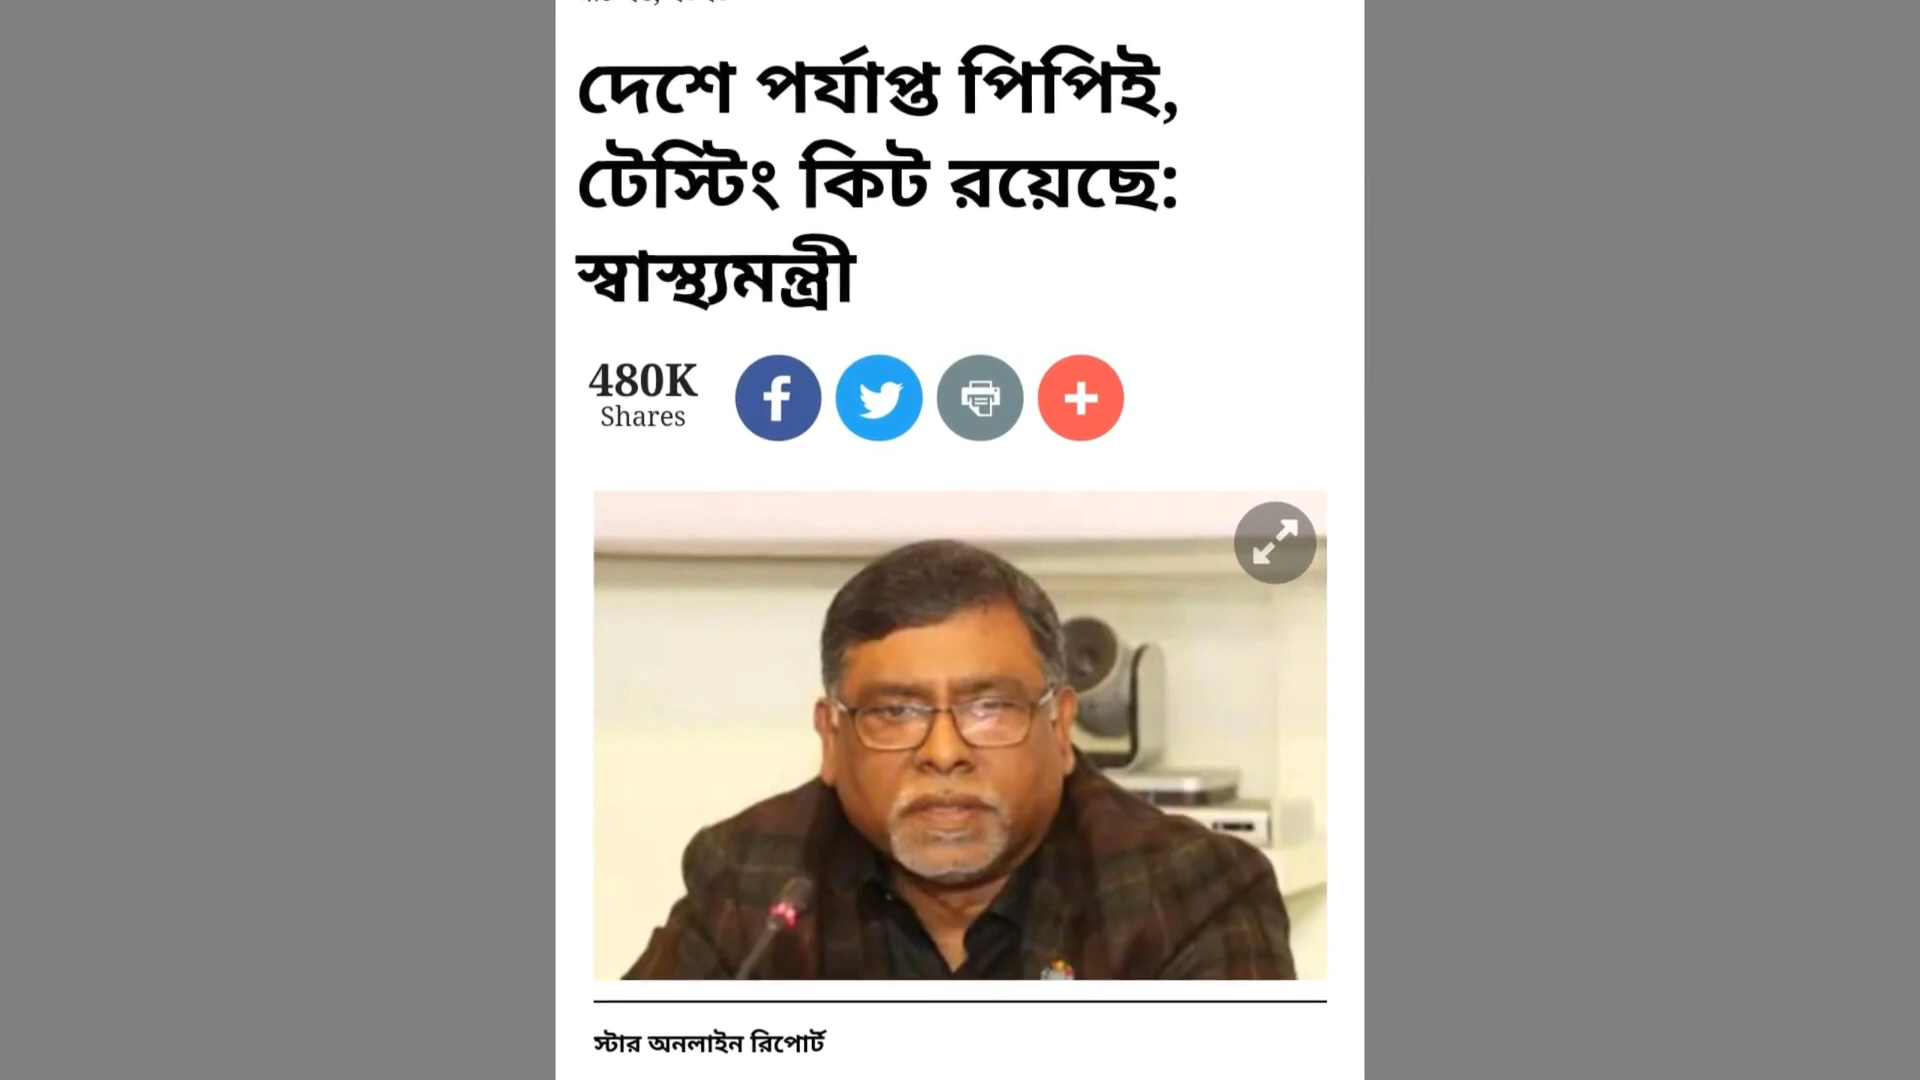 দেশে পর্যাপ্ত পিপিই,
টেস্টিং কিট রয়েছে:
স্বাস্থ্যমন্ত্রী
480K
Shares
স্টার অনলাইন রিপোর্ট